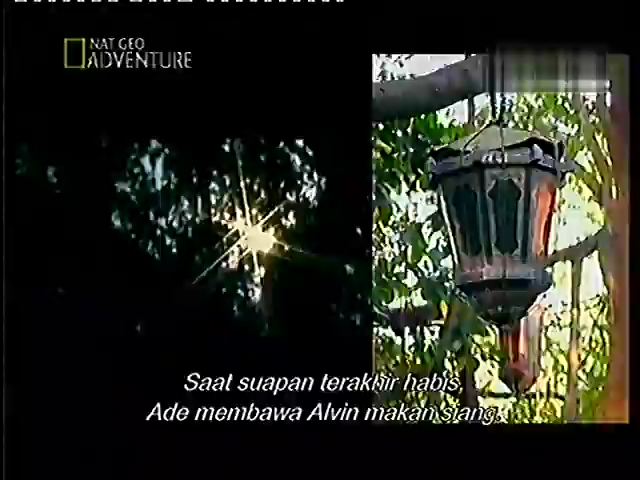 NAT GEO
ADVENTURE
Saat suapan terakhir habis,
Ade membawa Alvin makan siang.